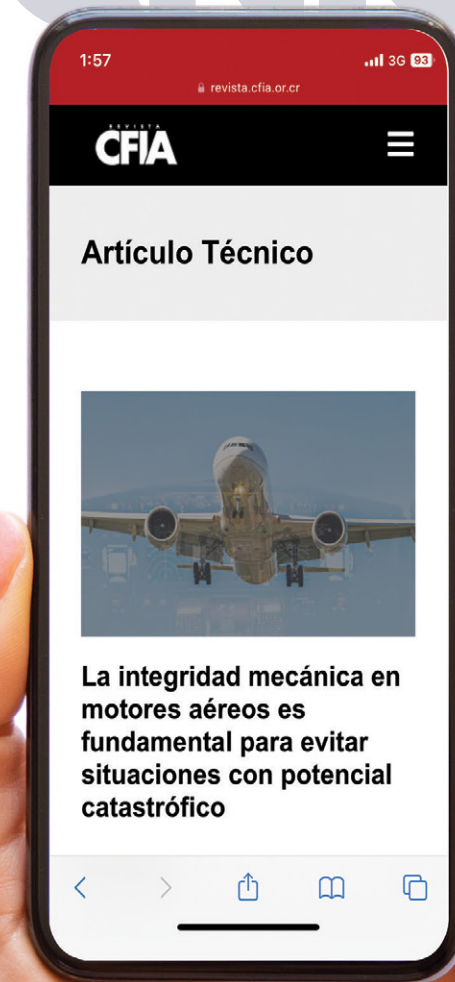 1:57
3G 93
revista.cfia.or.cr
REVISTA
CFIA
Artículo Técnico
La integridad mecánica en
motores aéreos es
fundamental para evitar
situaciones con potencial
catastrófico